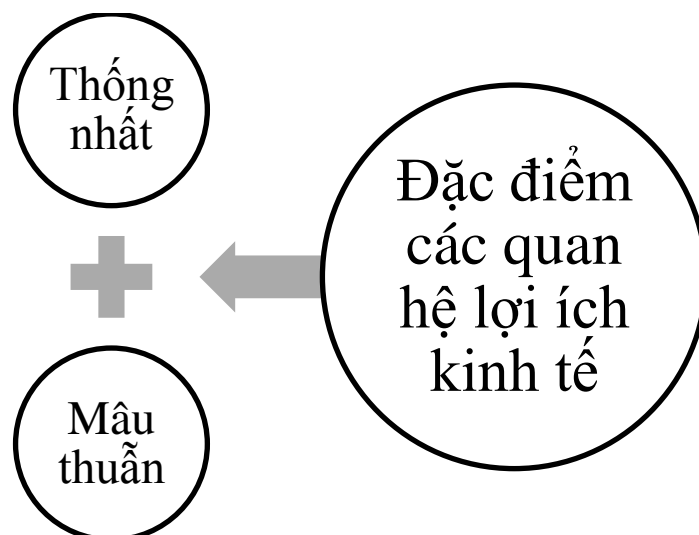 Thống
nhất
Mâu
thuẫn
Đặc điểm
các quan
hệ lợi ích
kinh tế